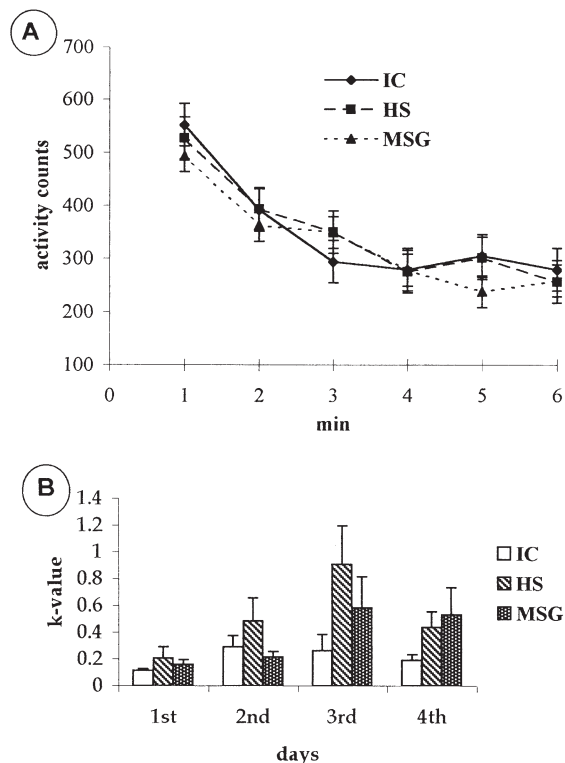 A
700
600
500
400
300
200
100
activity counts
IC
HS
MSG
0 1 2 3 4 5 6
min
B
1.4
1.2
1
0.8
0.6
0.4
0.2
0
k-value
IC
HS
MSG
1st 2nd 3rd 4th
days